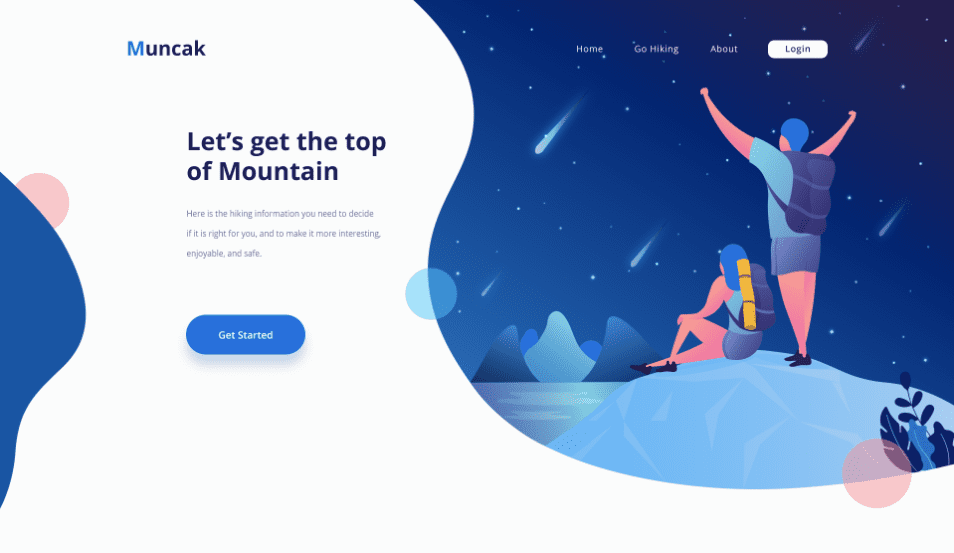 Muncak
Home
Go Hiking
About
Login
Let's get the top
of Mountain
Here is the hiking information you need to decide
if it is right for you, and to make it more interesting,
enjoyable, and safe.
Get Started